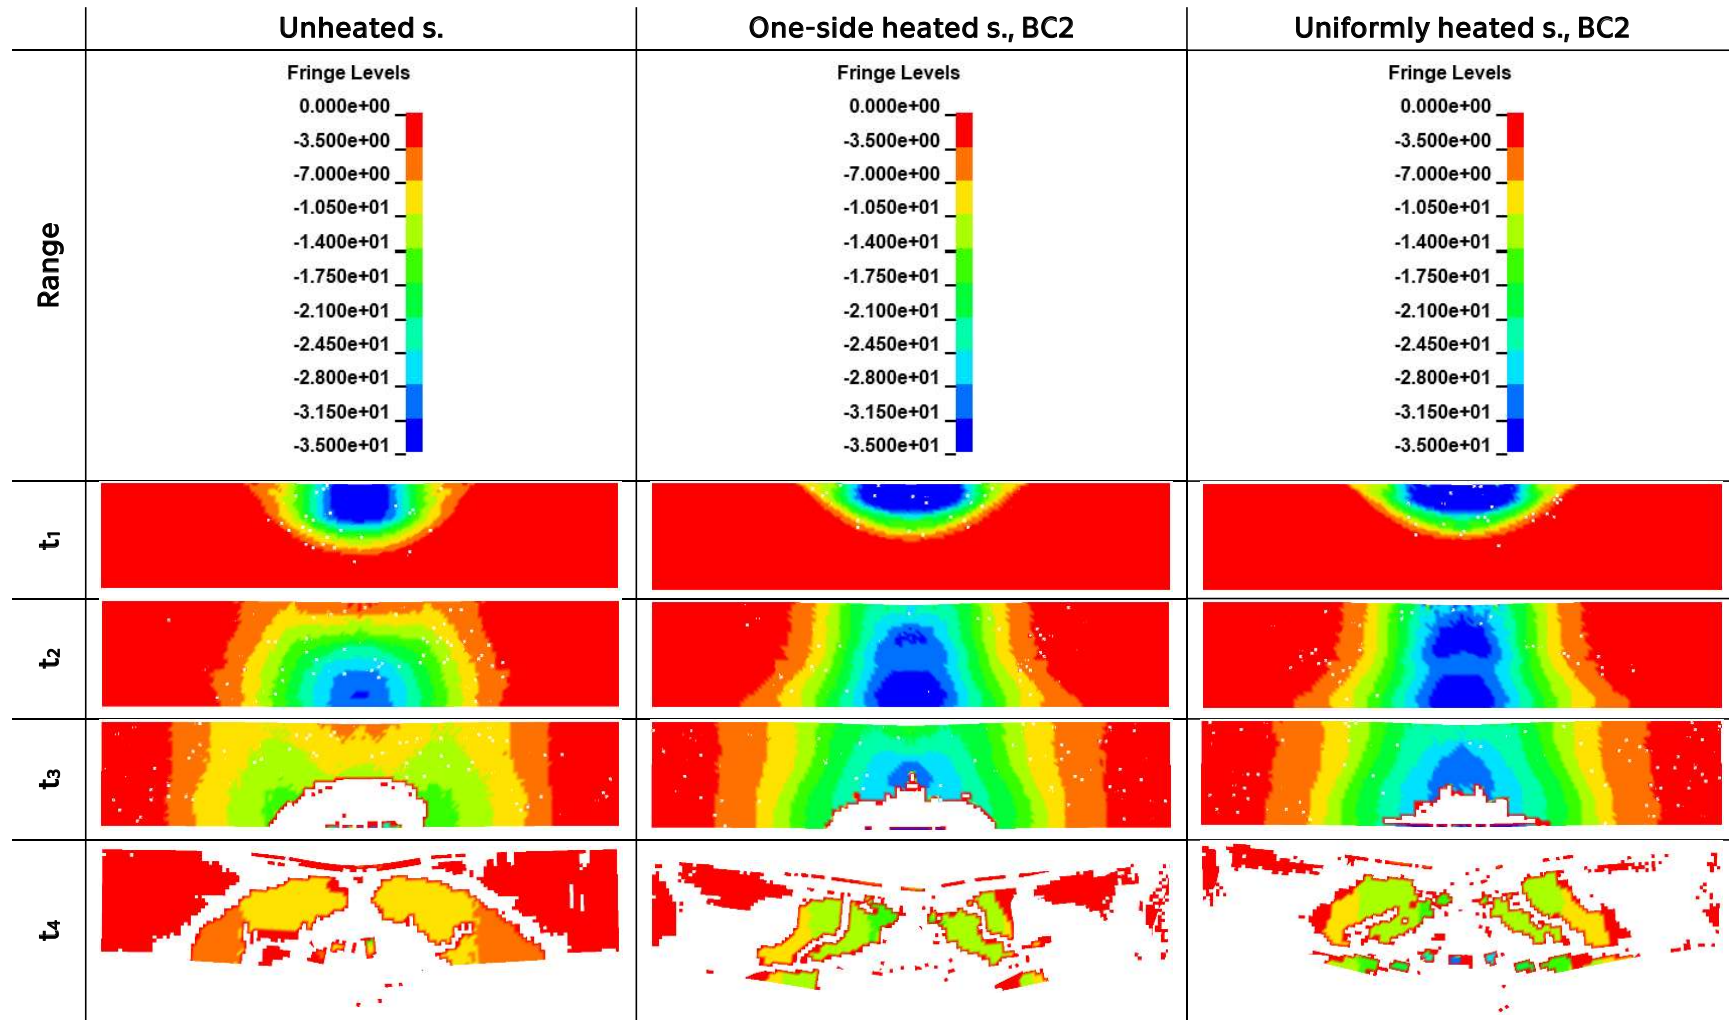 Unheated s.
One-side heated s., BC2
Uniformly heated s., BC2
Range
Fringe Levels
0.000e+00
-3.500e+00
-7.000e+00
-1.050e+01
-1.400e+01
-1.750e+01
-2.100e+01
-2.450e+01
-2.800e+01
-3.150e+01
-3.500e+01
Fringe Levels
0.000e+00
-3.500e+00
-7.000e+00
-1.050e+01
-1.400e+01
-1.750e+01
-2.100e+01
-2.450e+01
-2.800e+01
-3.150e+01
-3.500e+01
Fringe Levels
0.000e+00
-3.500e+00
-7.000e+00
-1.050e+01
-1.400e+01
-1.750e+01
-2.100e+01
-2.450e+01
-2.800e+01
-3.150e+01
-3.500e+01
t₁
t₂
t₃
t₄